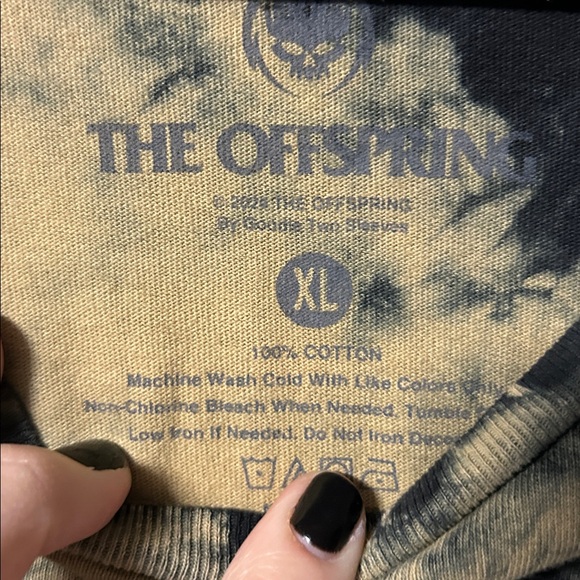 THE OFFSPRING
© 2025 THE OFFSPRING
By Goodie Two Sleeves
XL
100% COTTON
Machine Wash Cold With Like Colors Only
Non-Chlorine Bleach When Needed. Tumble
Low Iron If Needed. Do Not Iron